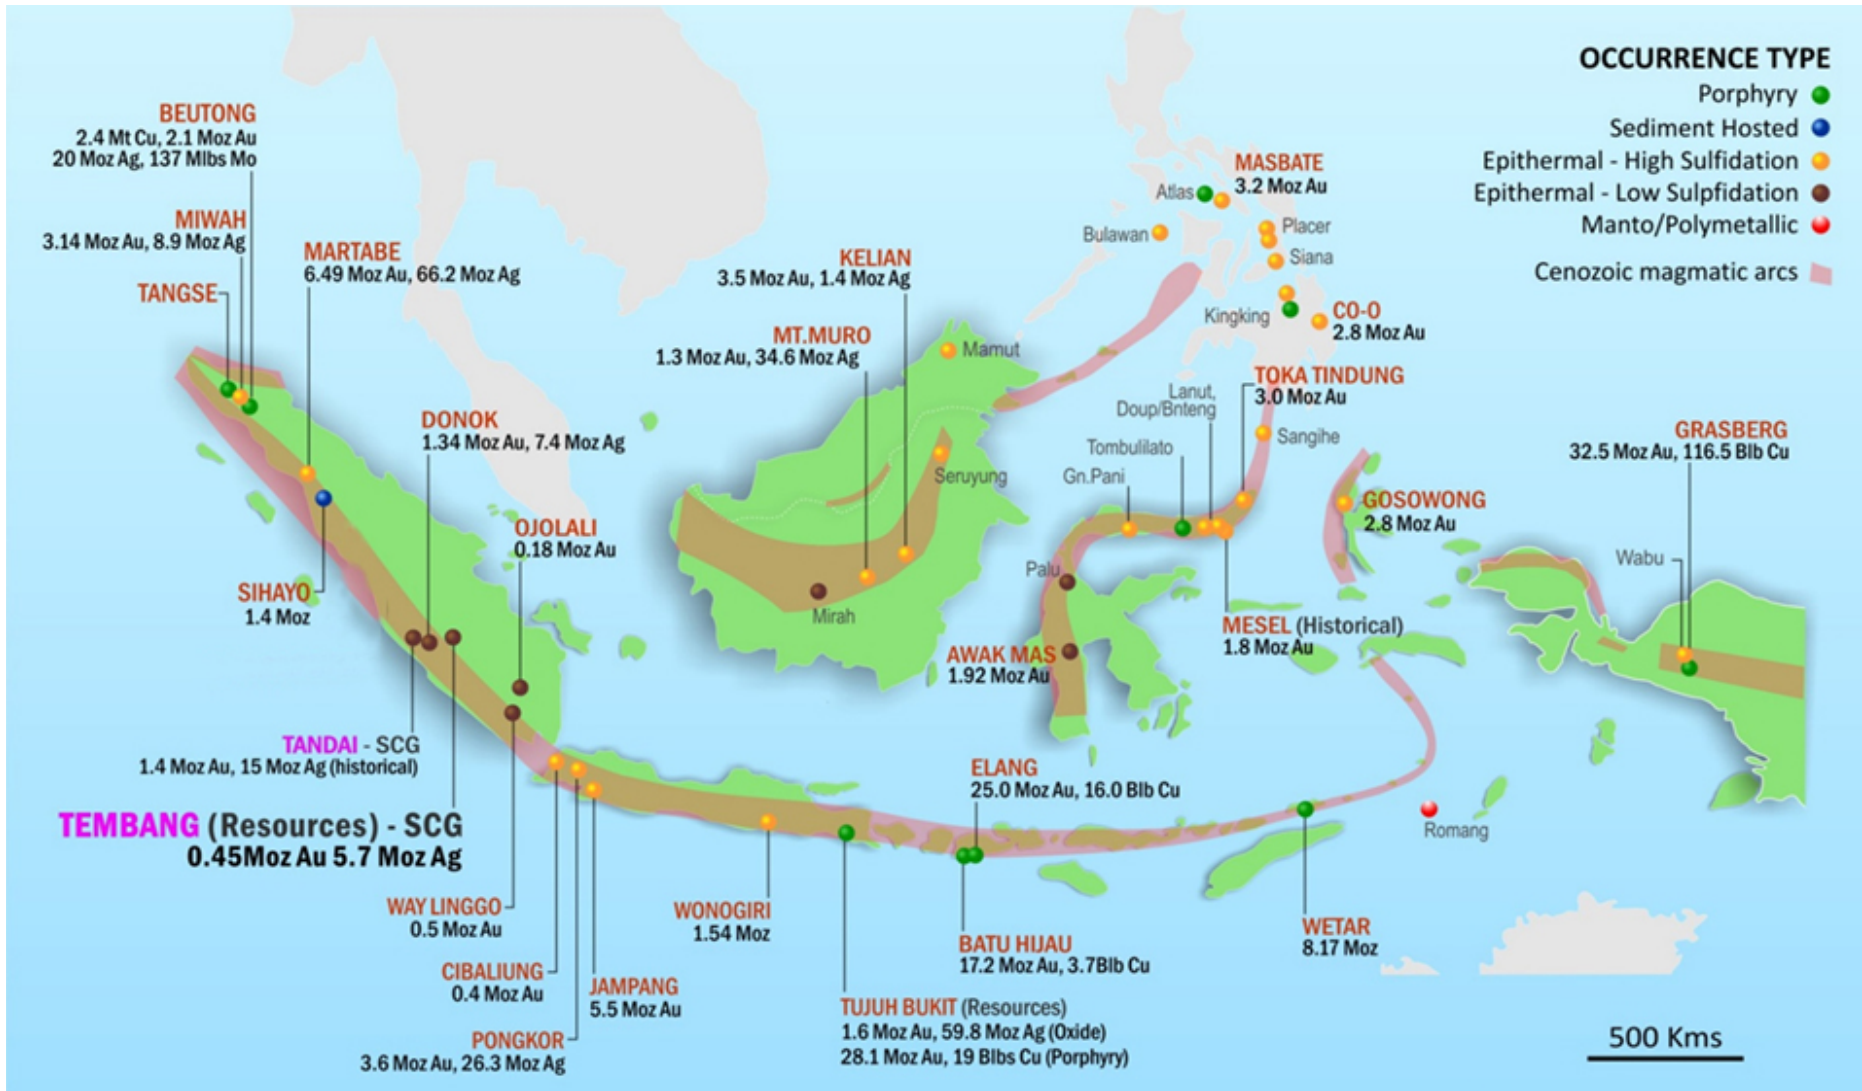 OCCURRENCE TYPE
Porphyry
Sediment Hosted
Epithermal - High Sulfidation
Epithermal - Low Sulpfidation
Manto/Polymetallic
Cenozoic magmatic arcs
BEUTONG
2.4 Mt Cu, 2.1 Moz Au
20 Moz Ag, 137 Mlbs Mo
MIWAH
3.14 Moz Au, 8.9 Moz Ag
TANGSE
MARTABE
6.49 Moz Au, 66.2 Moz Ag
DONOK
1.34 Moz Au, 7.4 Moz Ag
OJOLALI
0.18 Moz Au
SIHAYO
1.4 Moz
TANDAI - SCG
1.4 Moz Au, 15 Moz Ag (historical)
TEMBANG (Resources) - SCG
0.45Moz Au 5.7 Moz Ag
WAY LINGGO
0.5 Moz Au
CIBALIUNG
0.4 Moz Au
PONGKOR
3.6 Moz Au, 26.3 Moz Ag
JAMPANG
5.5 Moz Au
WONOGIRI
1.54 Moz
TUJUH BUKIT (Resources)
1.6 Moz Au, 59.8 Moz Ag (Oxide)
28.1 Moz Au, 19 Blbs Cu (Porphyry)
BATU HIJAU
17.2 Moz Au, 3.7Blb Cu
ELANG
25.0 Moz Au, 16.0 Blb Cu
WETAR
8.17 Moz
Romang
KELIAN
3.5 Moz Au, 1.4 Moz Ag
MT.MURO
1.3 Moz Au, 34.6 Moz Ag
Mamut
Seruyung
Mirah
MASBATE
3.2 Moz Au
Atlas
Bulawan
Placer
Siana
Kingking
CO-O
2.8 Moz Au
TOKA TINDUNG
3.0 Moz Au
Lanut,
Doup/Bnteng
Tombulilato
Gn.Pani
Sangihe
Palu
AWAK MAS
1.92 Moz Au
MESEL (Historical)
1.8 Moz Au
GOSOWONG
2.8 Moz Au
GRASBERG
32.5 Moz Au, 116.5 Blb Cu
Wabu
500 Kms